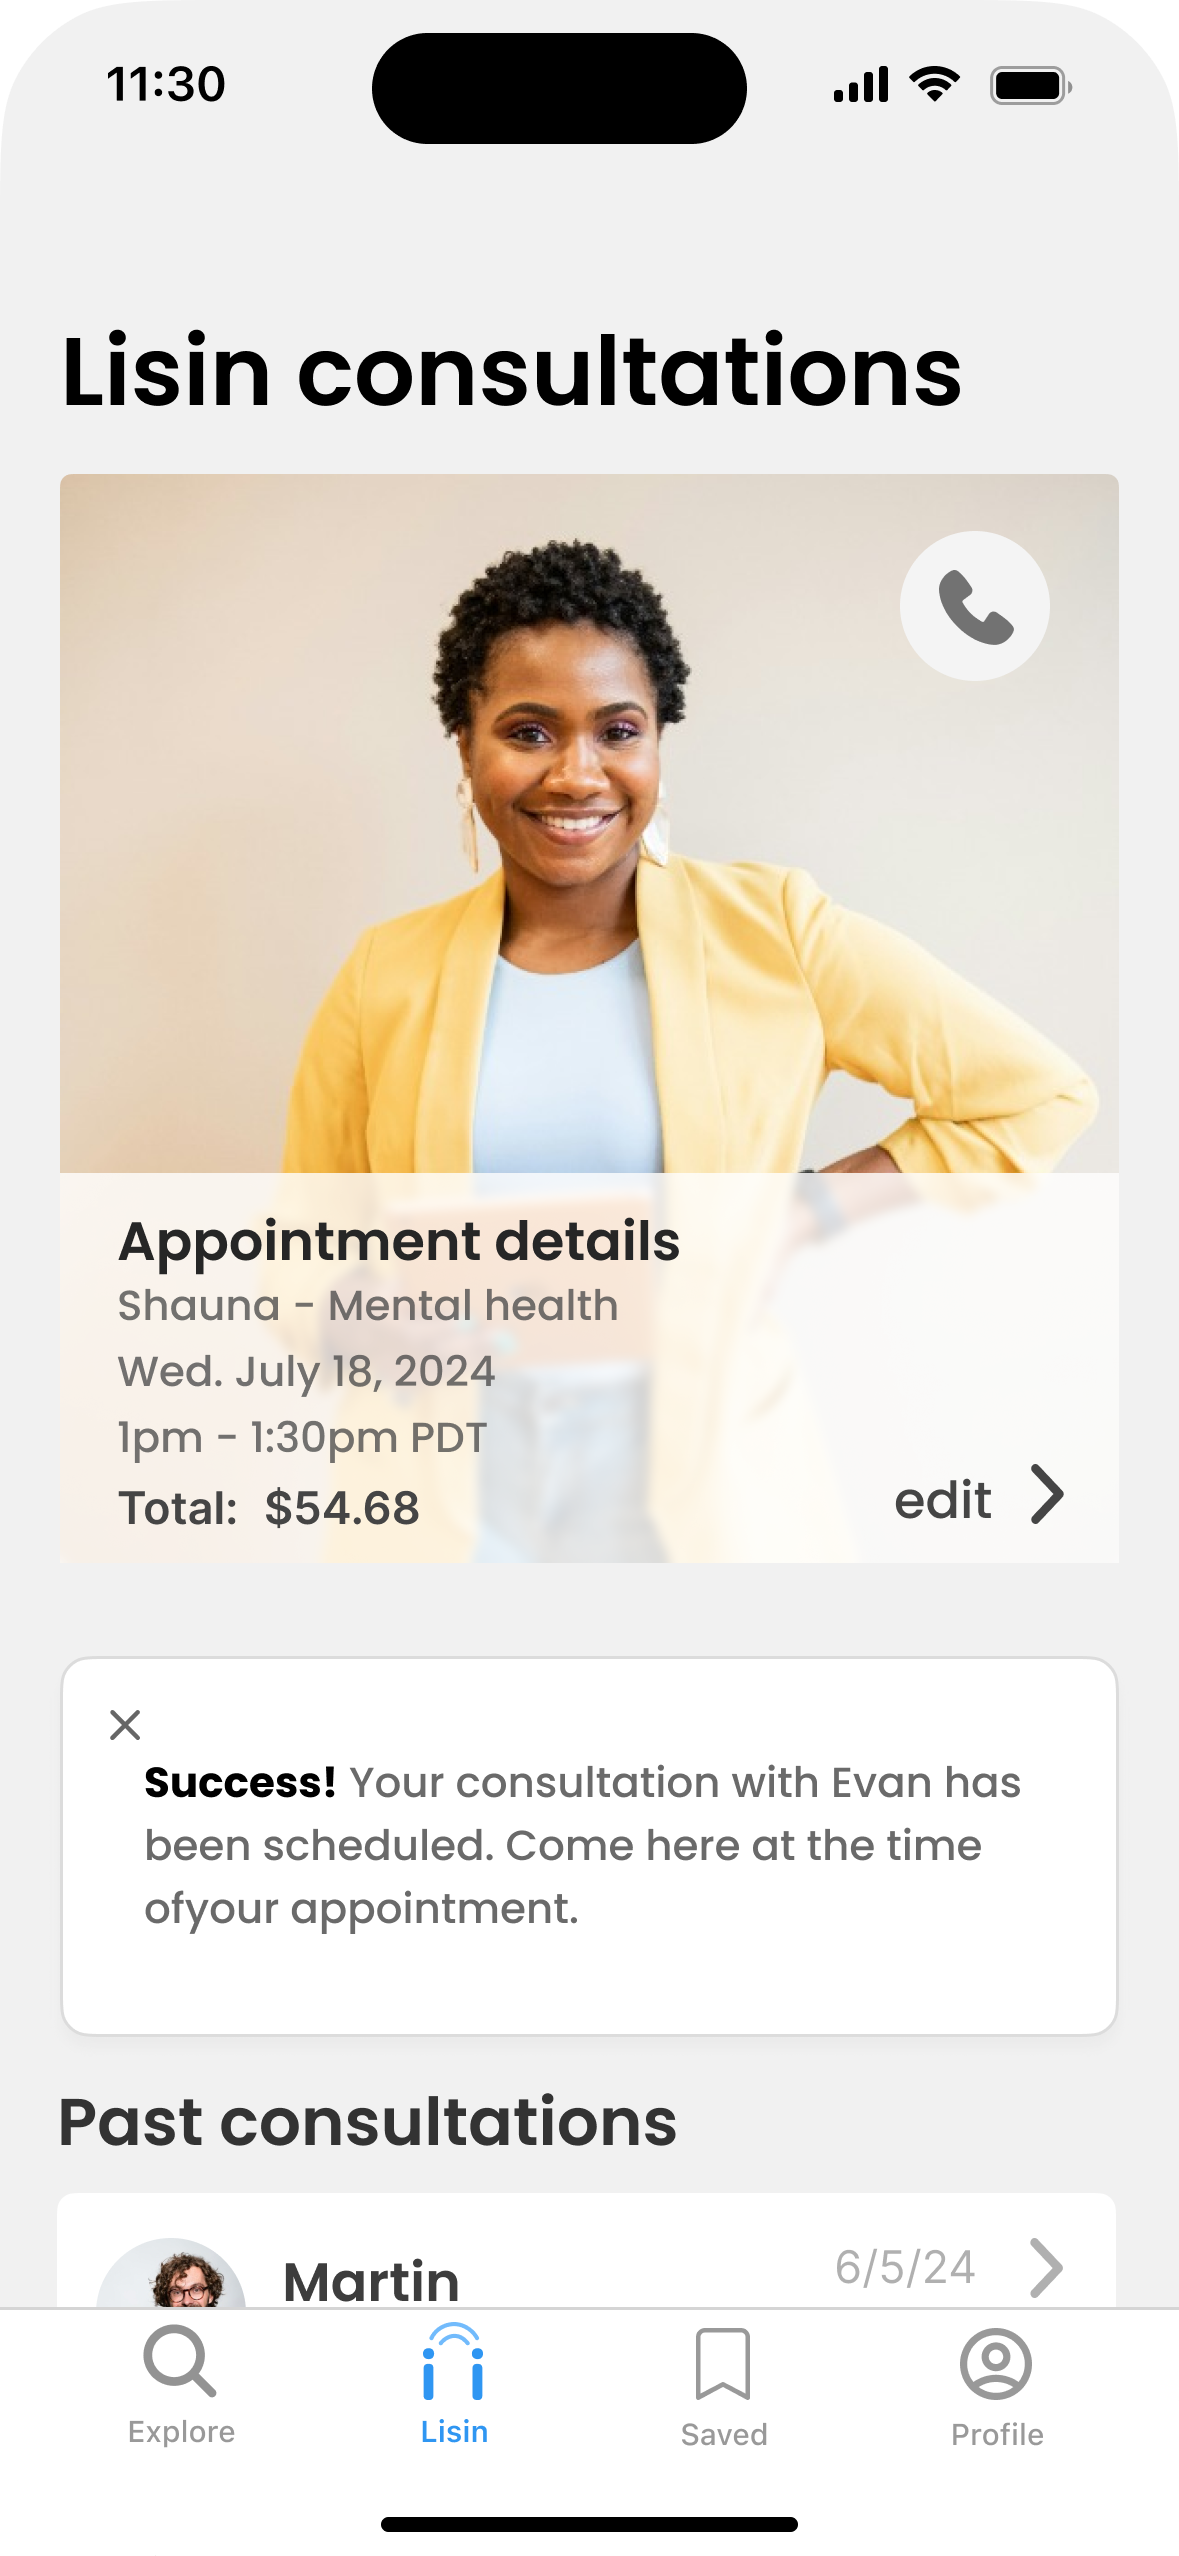 11:30
Lisin consultations
Appointment details
Shauna - Mental health
Wed. July 18, 2024
1pm - 1:30pm PDT
Total: $54.68
edit
Success! Your consultation with Evan has
been scheduled. Come here at the time
ofyour appointment.
Past consultations
Martin
6/5/24
Explore
Lisin
Saved
Profile